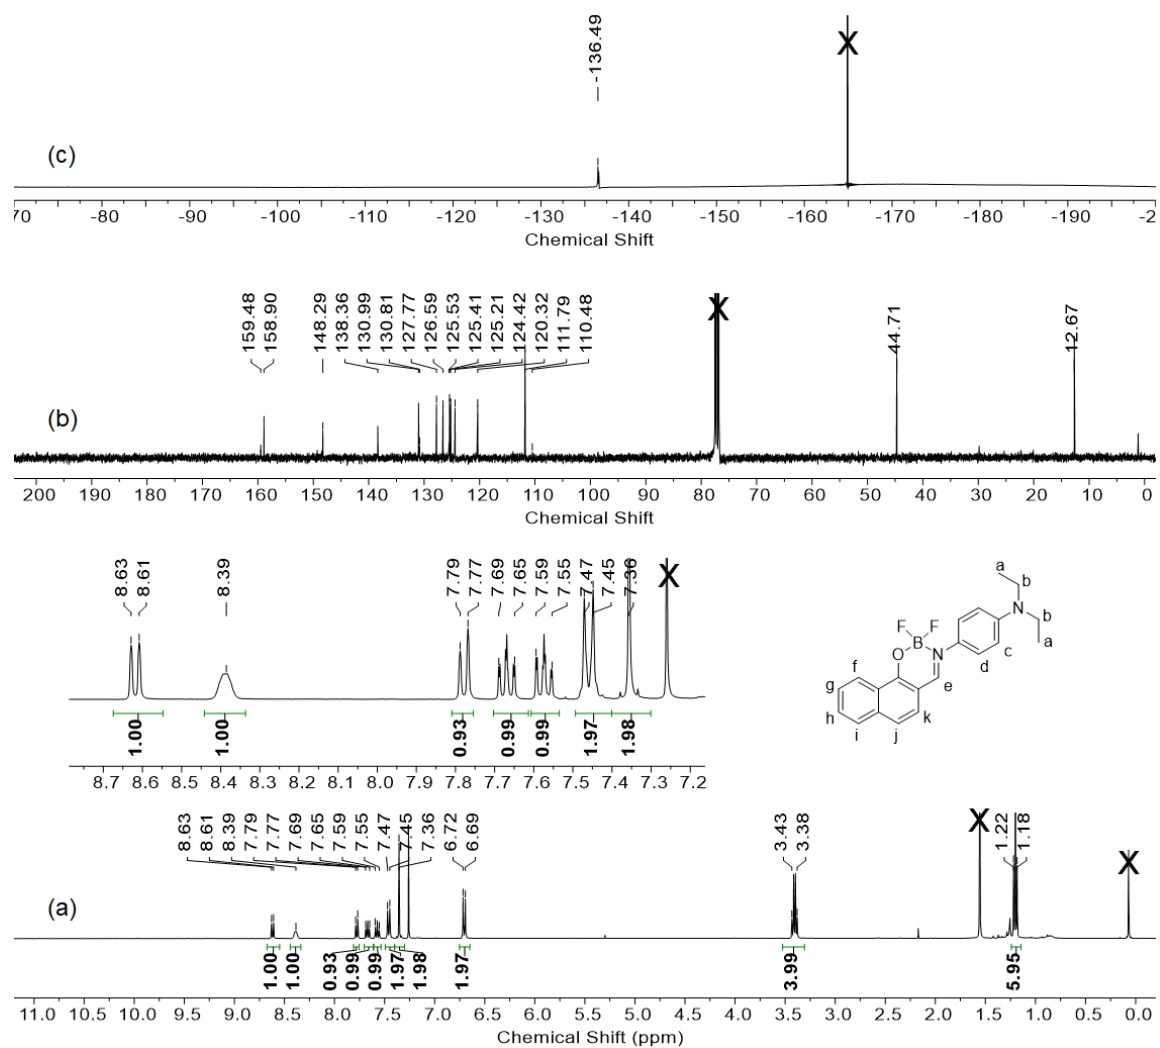 -136.49
X
(c)
-70 -80 -90 -100 -110 -120 -130 -140 -150 -160 -170 -180 -190 -2
Chemical Shift
159.48 158.90 148.29 138.36 130.99 130.81 127.77 126.59 125.53 125.41 125.21 124.42 120.32 111.79 110.48 X 44.71 12.67
(b)
200 190 180 170 160 150 140 130 120 110 100 90 80 70 60 50 40 30 20 10 0
Chemical Shift
8.63 8.61 8.39 7.79 7.77 7.69 7.65 7.59 7.55 7.47 7.45 7.36 X
1.00 1.00 0.93 0.99 0.99 1.97 1.98
8.7 8.6 8.5 8.4 8.3 8.2 8.1 8.0 7.9 7.8 7.7 7.6 7.5 7.4 7.3 7.2
a
b
N
b
a
F F
c
B
O N
d
f
e
g
h
k
i
j
8.63 8.61 8.39 7.79 7.77 7.69 7.65 7.59 7.55 7.47 7.45 7.36 6.72 6.69 3.43 3.38 X 1.22 1.18 X
(a)
1.00 1.00 0.93 0.99 0.99 1.97 1.98 1.97 3.99 5.95
11.0 10.5 10.0 9.5 9.0 8.5 8.0 7.5 7.0 6.5 6.0 5.5 5.0 4.5 4.0 3.5 3.0 2.5 2.0 1.5 1.0 0.5 0.0
Chemical Shift (ppm)